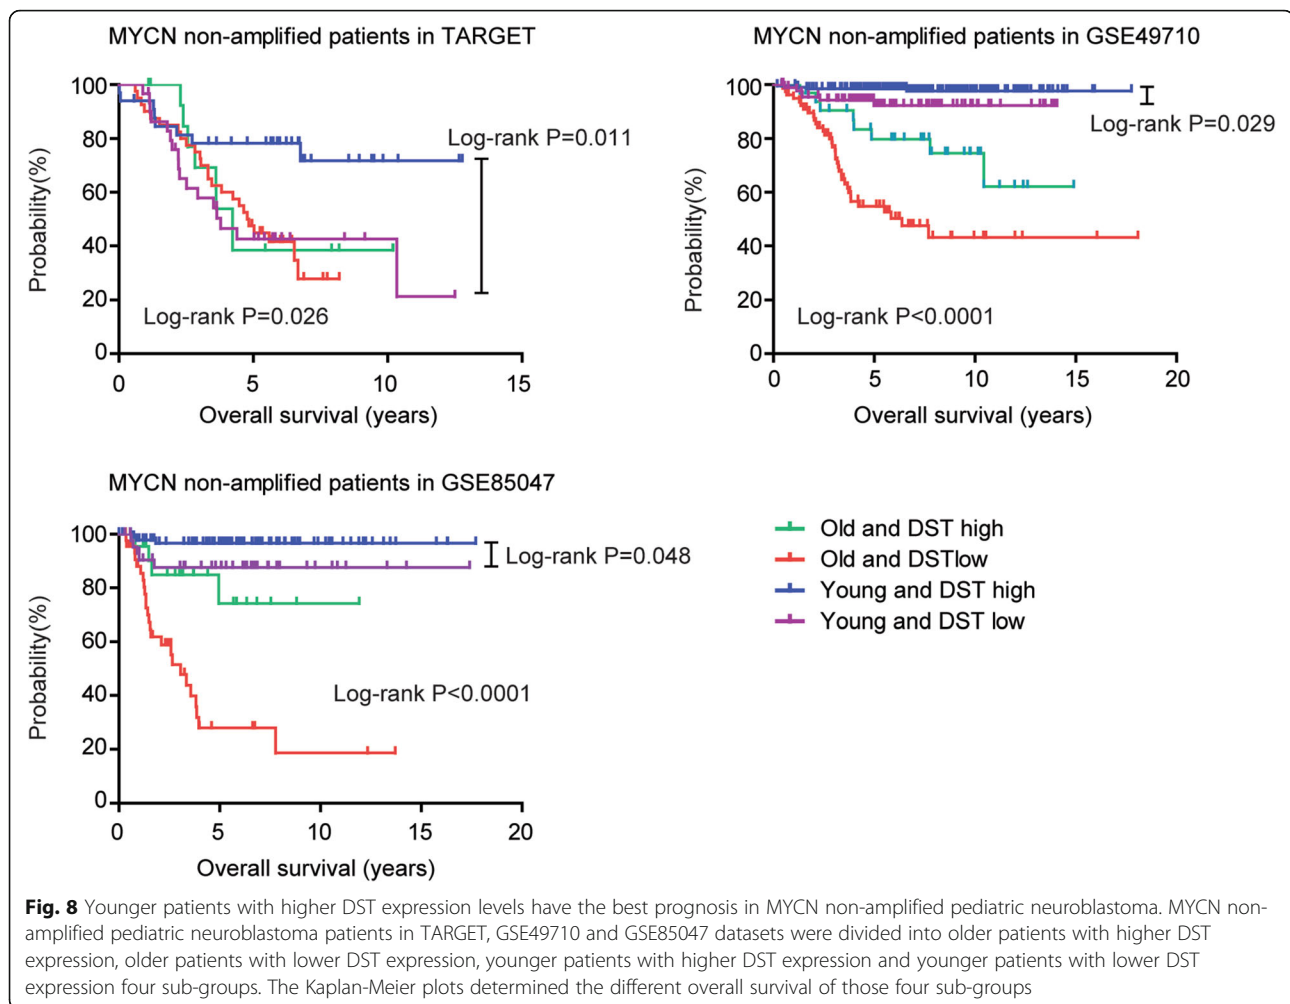 MYCN non-amplified patients in TARGET
100
80
60
40
20
0
Probability(%)
Log-rank P=0.011
Log-rank P=0.026
0 5 10 15
Overall survival (years)
MYCN non-amplified patients in GSE49710
100
80
60
40
20
0
Probability(%)
Log-rank P=0.029
Log-rank P<0.0001
0 5 10 15 20
Overall survival (years)
MYCN non-amplified patients in GSE85047
100
80
60
40
20
0
Probability(%)
Log-rank P=0.048
Log-rank P<0.0001
0 5 10 15 20
Overall survival (years)
Old and DST high
Old and DSTlow
Young and DST high
Young and DST low
Fig. 8 Younger patients with higher DST expression levels have the best prognosis in MYCN non-amplified pediatric neuroblastoma. MYCN non-
amplified pediatric neuroblastoma patients in TARGET, GSE49710 and GSE85047 datasets were divided into older patients with higher DST
expression, older patients with lower DST expression, younger patients with higher DST expression and younger patients with lower DST
expression four sub-groups. The Kaplan-Meier plots determined the different overall survival of those four sub-groups